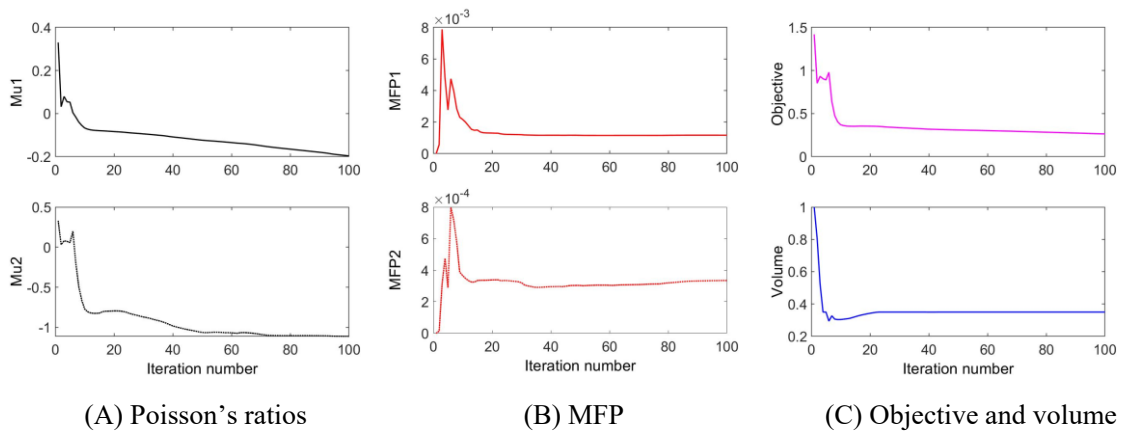 0.4
0.2
0
-0.2
Mu1
0 20 40 60 80 100
0.5
0
-0.5
-1
Mu2
0 20 40 60 80 100
Iteration number
(A) Poisson’s ratios
×10⁻³
8
6
4
2
0
MFP1
0 20 40 60 80 100
×10⁻⁴
8
6
4
2
0
MFP2
0 20 40 60 80 100
Iteration number
(B) MFP
1.5
1
0.5
0
Objective
0 20 40 60 80 100
1
0.8
0.6
0.4
0.2
Volume
0 20 40 60 80 100
Iteration number
(C) Objective and volume